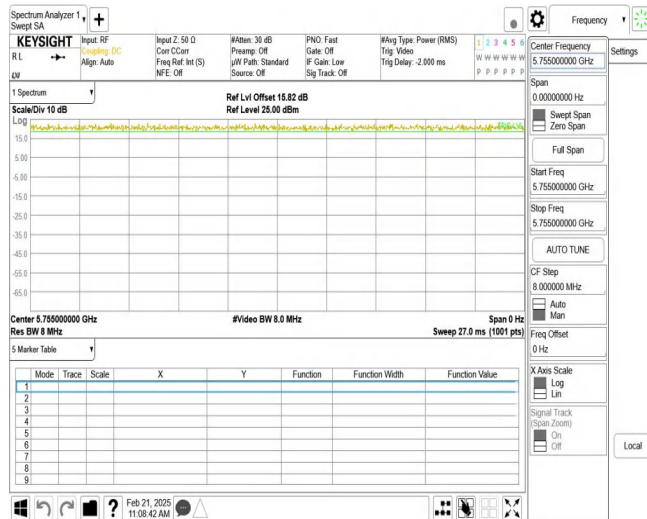 Spectrum Analyzer 1
Swept SA
Frequency
KEYSIGHT
R L
Input: RF
Coupling: DC
Align: Auto
Input Z: 50 Ω
Corr CCorr
Freq Ref: Int (S)
NFE: Off
#Atten: 30 dB
Preamp: Off
µW Path: Standard
Source: Off
PNO: Fast
Gate: Off
IF Gain: Low
Sig Track: Off
#Avg Type: Power (RMS)
Trig: Video
Trig Delay: -2.000 ms
1 2 3 4 5 6
W W W W W W
P P P P P P
Center Frequency
5.755000000 GHz
Settings
1 Spectrum
Scale/Div 10 dB
Ref Lvl Offset 15.82 dB
Ref Level 25.00 dBm
Log
15.0
5.00
-5.00
-15.0
-25.0
-35.0
-45.0
-55.0
-65.0
Center 5.755000000 GHz
Res BW 8 MHz
#Video BW 8.0 MHz
Span 0 Hz
Sweep 27.0 ms (1001 pts)
Span
0.00000000 Hz
Swept Span
Zero Span
Full Span
Start Freq
5.755000000 GHz
Stop Freq
5.755000000 GHz
AUTO TUNE
CF Step
8.000000 MHz
Auto
Man
Freq Offset
0 Hz
X Axis Scale
Log
Lin
Signal Track
(Span Zoom)
On
Off
Local
5 Marker Table
Mode Trace Scale X Y Function Function Width Function Value
1
2
3
4
5
6
7
8
9
Feb 21, 2025
11:08:42 AM